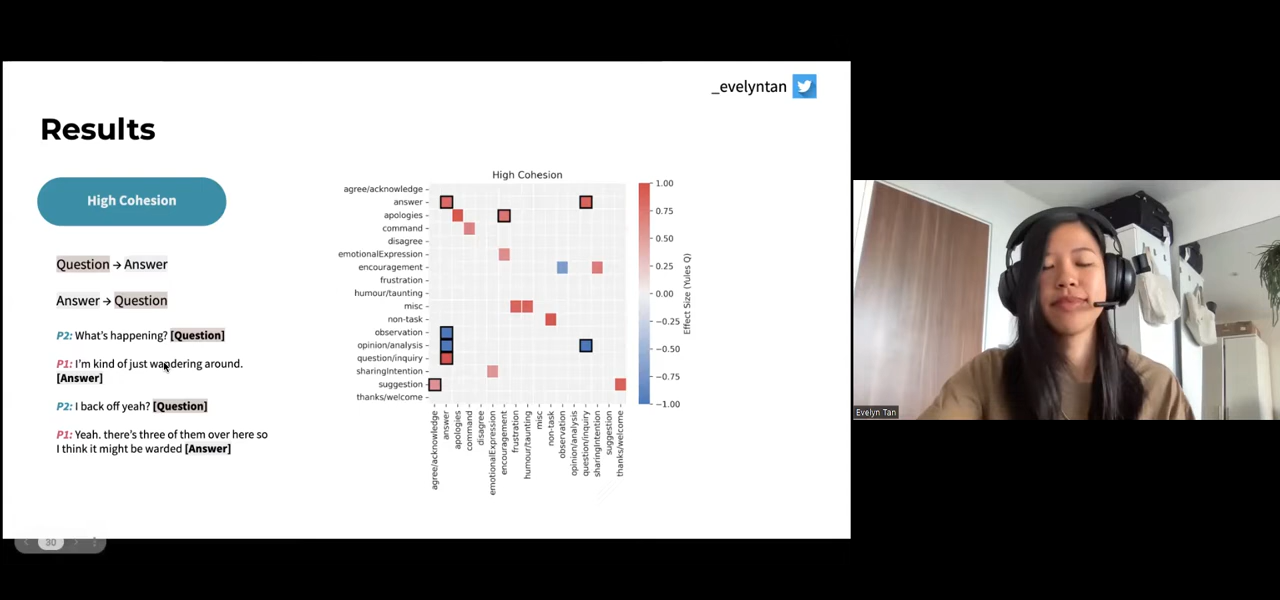 _evelyntan
Results
High Cohesion
Question → Answer
Answer → Question
P2: What's happening? [Question]
P1: I'm kind of just wandering around.
[Answer]
P2: I back off yeah? [Question]
P1: Yeah. there's three of them over here so
I think it might be warded [Answer]
High Cohesion
agree/acknowledge
answer
apologies
command
disagree
emotionalExpression
encouragement
frustration
humour/taunting
misc
non-task
observation
opinion/analysis
question/inquiry
sharingIntention
suggestion
thanks/welcome
agree/acknowledge
answer
apologies
command
disagree
emotionalExpression
encouragement
frustration
humour/taunting
misc
non-task
observation
opinion/analysis
question/inquiry
sharingIntention
suggestion
thanks/welcome
1.00
0.75
0.50
0.25
0.00
−0.25
−0.50
−0.75
−1.00
Effect Size (Yules Q)
30
Evelyn Tan